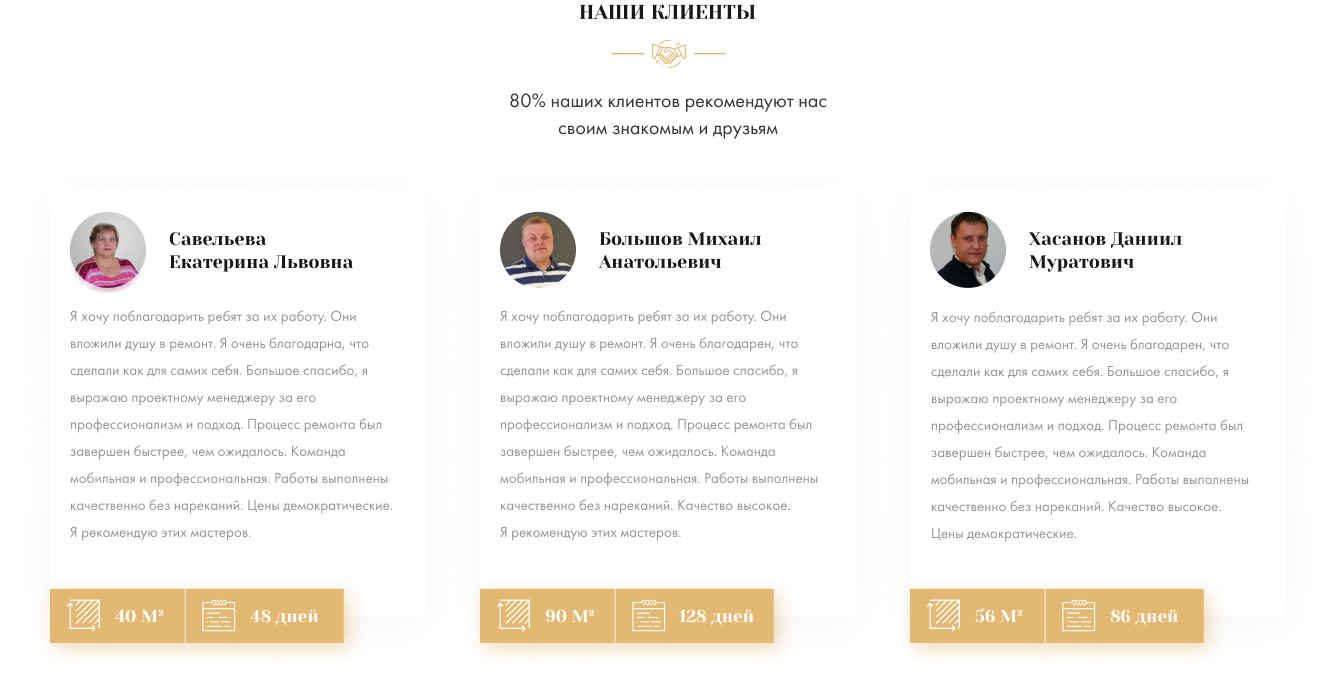 НАШИ КЛИЕНТЫ
80% наших клиентов рекомендуют нас
своим знакомым и друзьям
Савельева
Екатерина Львовна
Я хочу поблагодарить ребят за их работу. Они
вложили душу в ремонт. Я очень благодарна, что
сделали как для самих себя. Большое спасибо, я
выражаю проектному менеджеру за его
профессионализм и подход. Процесс ремонта был
завершен быстрее, чем ожидалось. Команда
мобильная и профессиональная. Работы выполнены
качественно без нареканий. Цены демократические.
Я рекомендую этих мастеров.
40 М²
48 дней
Большов Михаил
Анатольевич
Я хочу поблагодарить ребят за их работу. Они
вложили душу в ремонт. Я очень благодарен, что
сделали как для самих себя. Большое спасибо, я
выражаю проектному менеджеру за его
профессионализм и подход. Процесс ремонта был
завершен быстрее, чем ожидалось. Команда
мобильная и профессиональная. Работы выполнены
качественно без нареканий. Качество высокое.
Я рекомендую этих мастеров.
90 М²
128 дней
Хасанов Даниил
Муратович
Я хочу поблагодарить ребят за их работу. Они
вложили душу в ремонт. Я очень благодарен, что
сделали как для самих себя. Большое спасибо, я
выражаю проектному менеджеру за его
профессионализм и подход. Процесс ремонта был
завершен быстрее, чем ожидалось. Команда
мобильная и профессиональная. Работы выполнены
качественно без нареканий. Качество высокое.
Цены демократические.
56 М²
86 дней